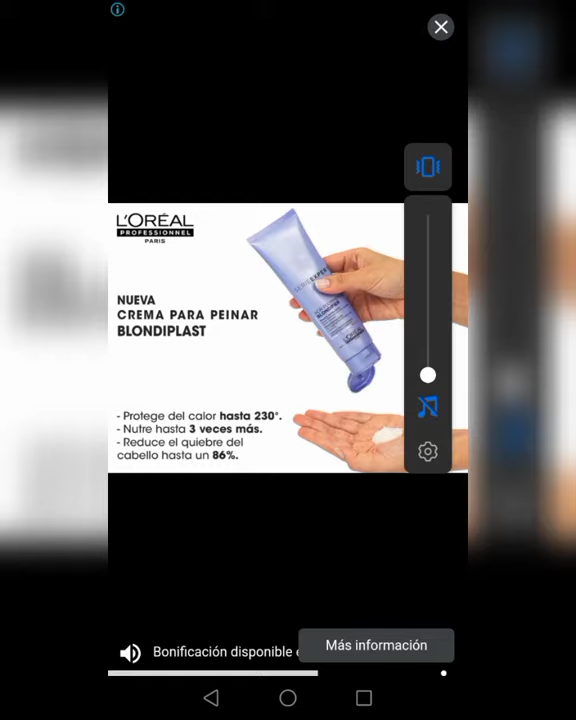 L'ORÉAL
PROFESSIONNEL
PARIS
NUEVA
CREMA PARA PEINAR
BLONDIPLAST
- Protege del calor hasta 230°.
- Nutre hasta 3 veces más.
- Reduce el quiebre del
cabello hasta un 86%.
Bonificación disponible
Más información